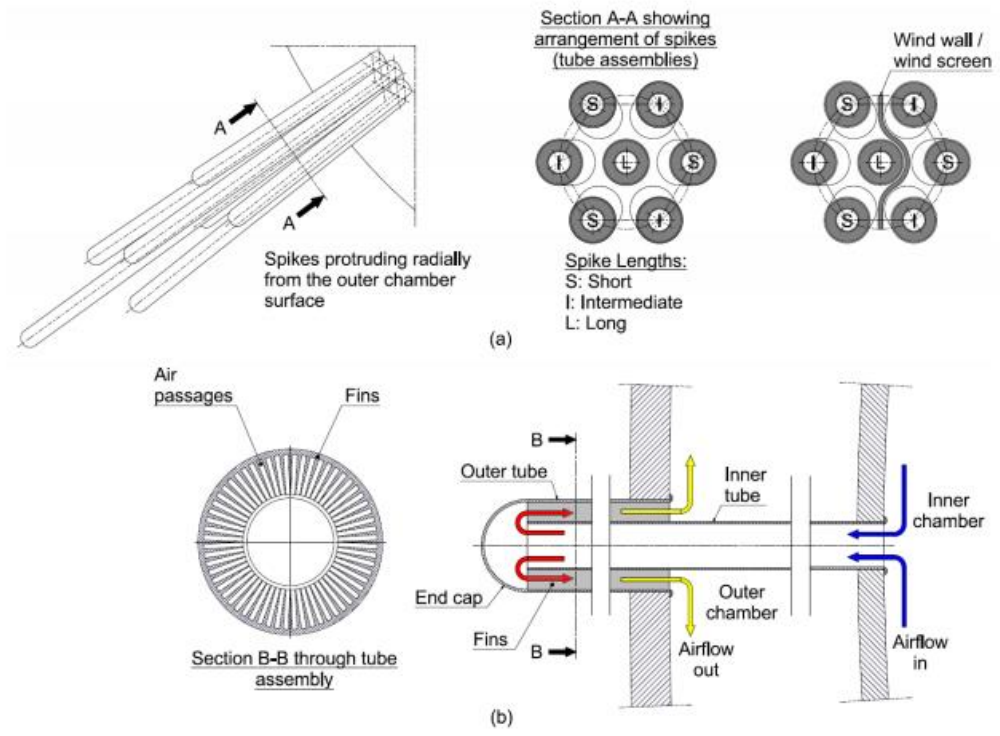 Section A-A showing
arrangement of spikes
(tube assemblies)
Wind wall /
wind screen
A
A
S
I
I
L
S
S
I
S
I
I
L
S
S
I
Spikes protruding radially
from the outer chamber
surface
Spike Lengths:
S: Short
I: Intermediate
L: Long
(a)
Air
passages
Fins
Section B-B through tube
assembly
B
Outer tube
Inner
tube
Inner
chamber
End cap
Outer
chamber
Fins
B
Airflow
out
Airflow
in
(b)